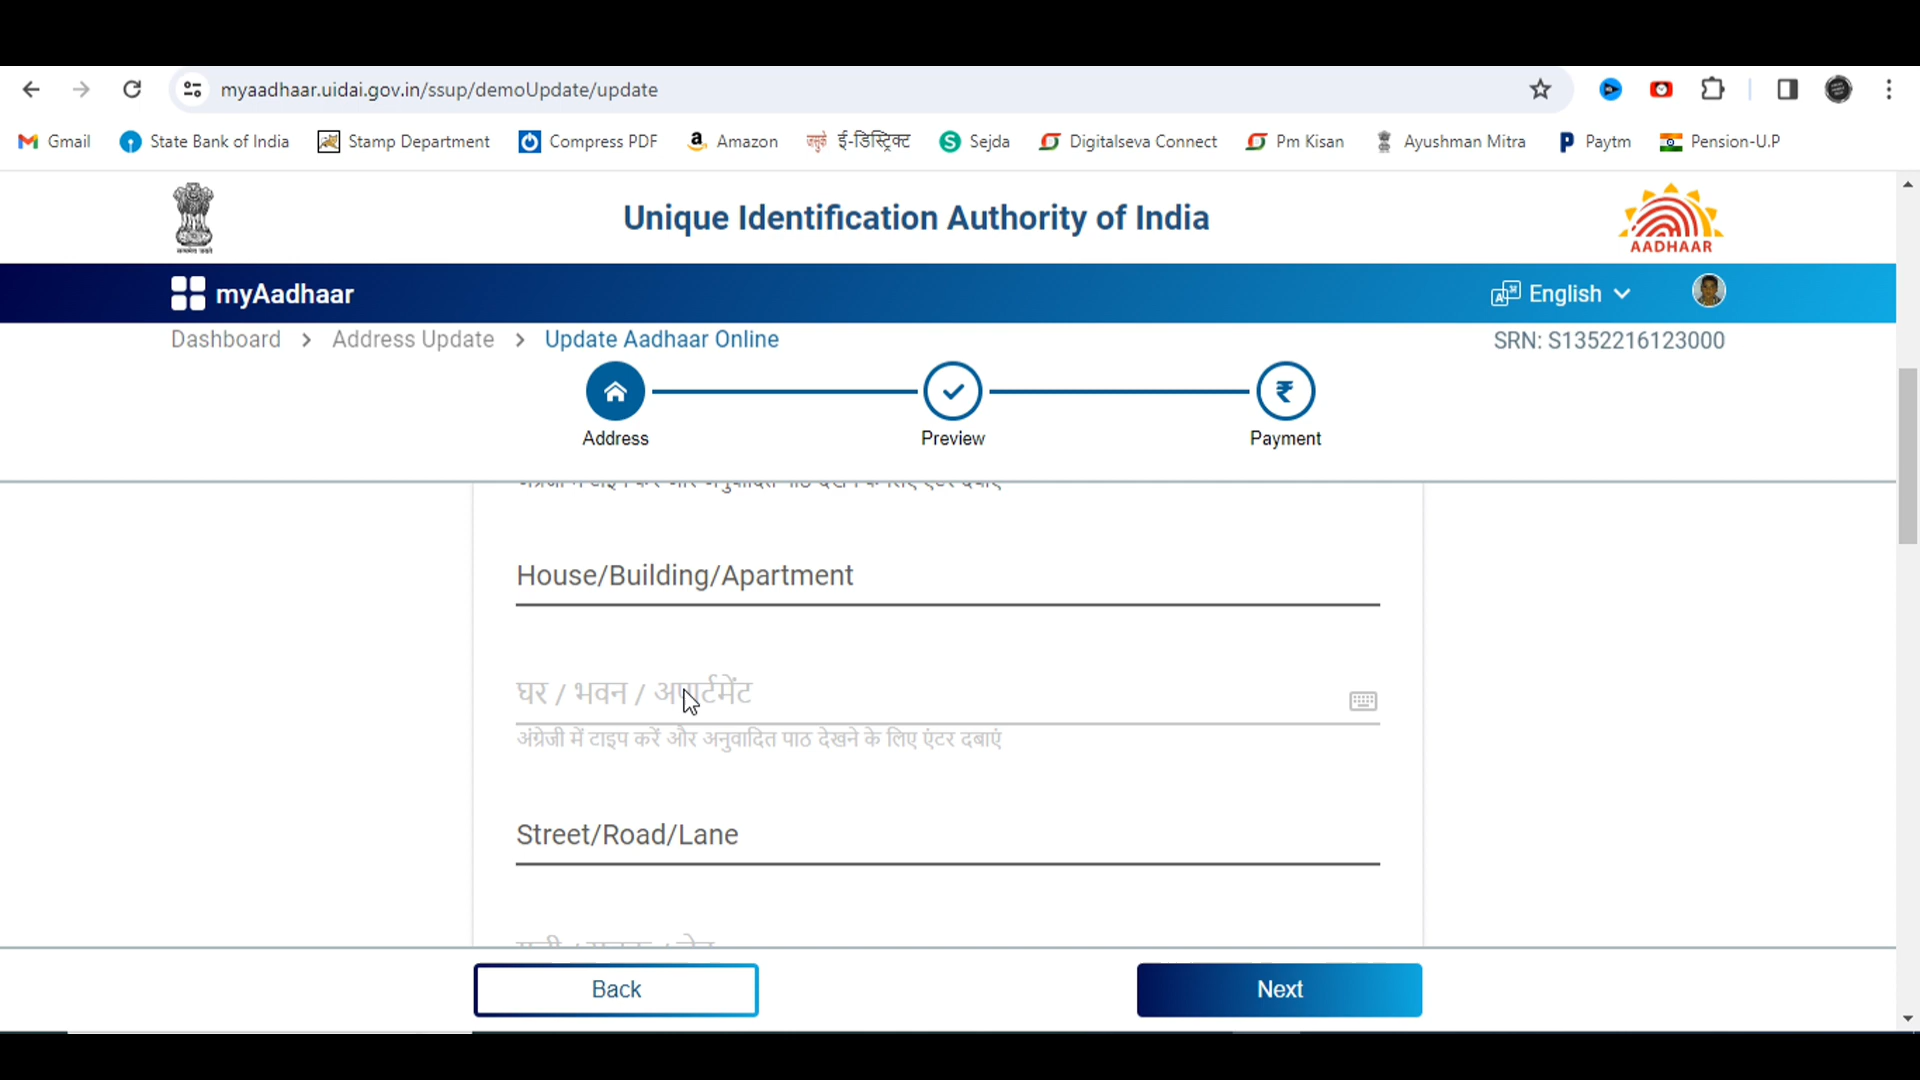 myaadhaar.uidai.gov.in/ssup/demoUpdate/update
Gmail State Bank of India Stamp Department Compress PDF Amazon ई-डिस्ट्रिक्ट Sejda Digitalseva Connect Pm Kisan Ayushman Mitra Paytm Pension-U.P
Unique Identification Authority of India
AADHAAR
myAadhaar English
Dashboard > Address Update > Update Aadhaar Online SRN: S1352216123000
Address Preview Payment
House/Building/Apartment
घर / भवन / अपार्टमेंट
अंग्रेजी में टाइप करें और अनुवादित पाठ देखने के लिए एंटर दबाएं
Street/Road/Lane
Back Next